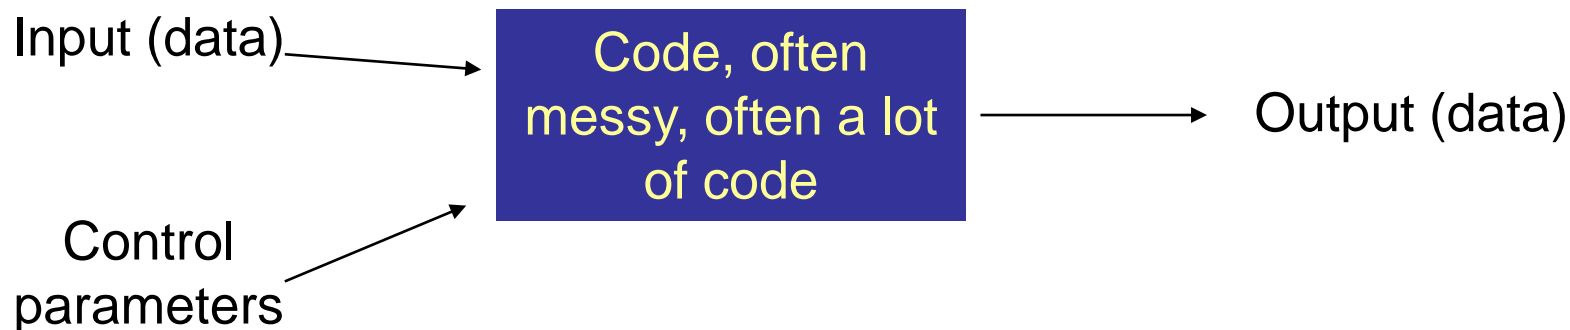 Input (data)
Code, often
messy, often a lot
of code
Output (data)
Control
parameters